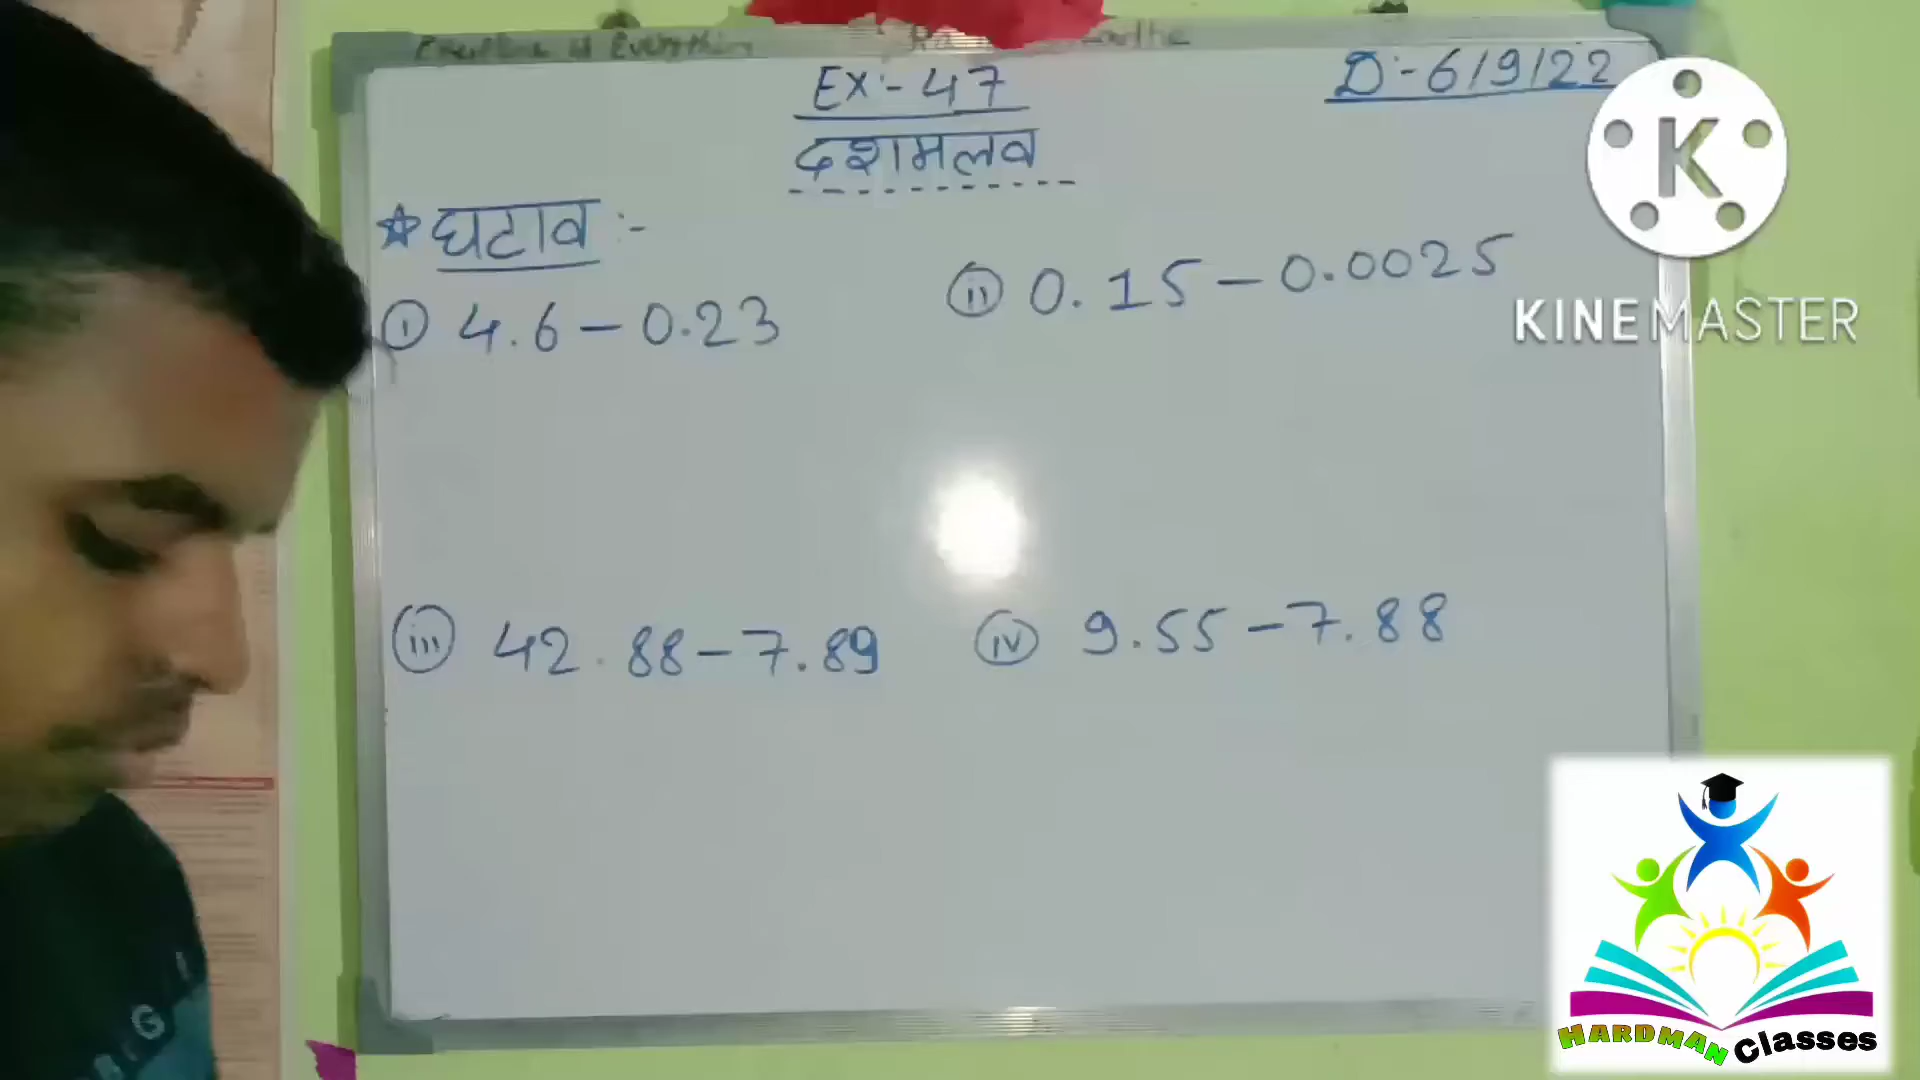 Ex:- 47
D:-6/9/22
दशमलव
☆ घटाव :-
(i) 4.6 - 0.23
(ii) 0.15 - 0.0025
(iii) 42.88 - 7.89
(iv) 9.55 - 7.88
K
KINEMASTER
HARDMAN Classes